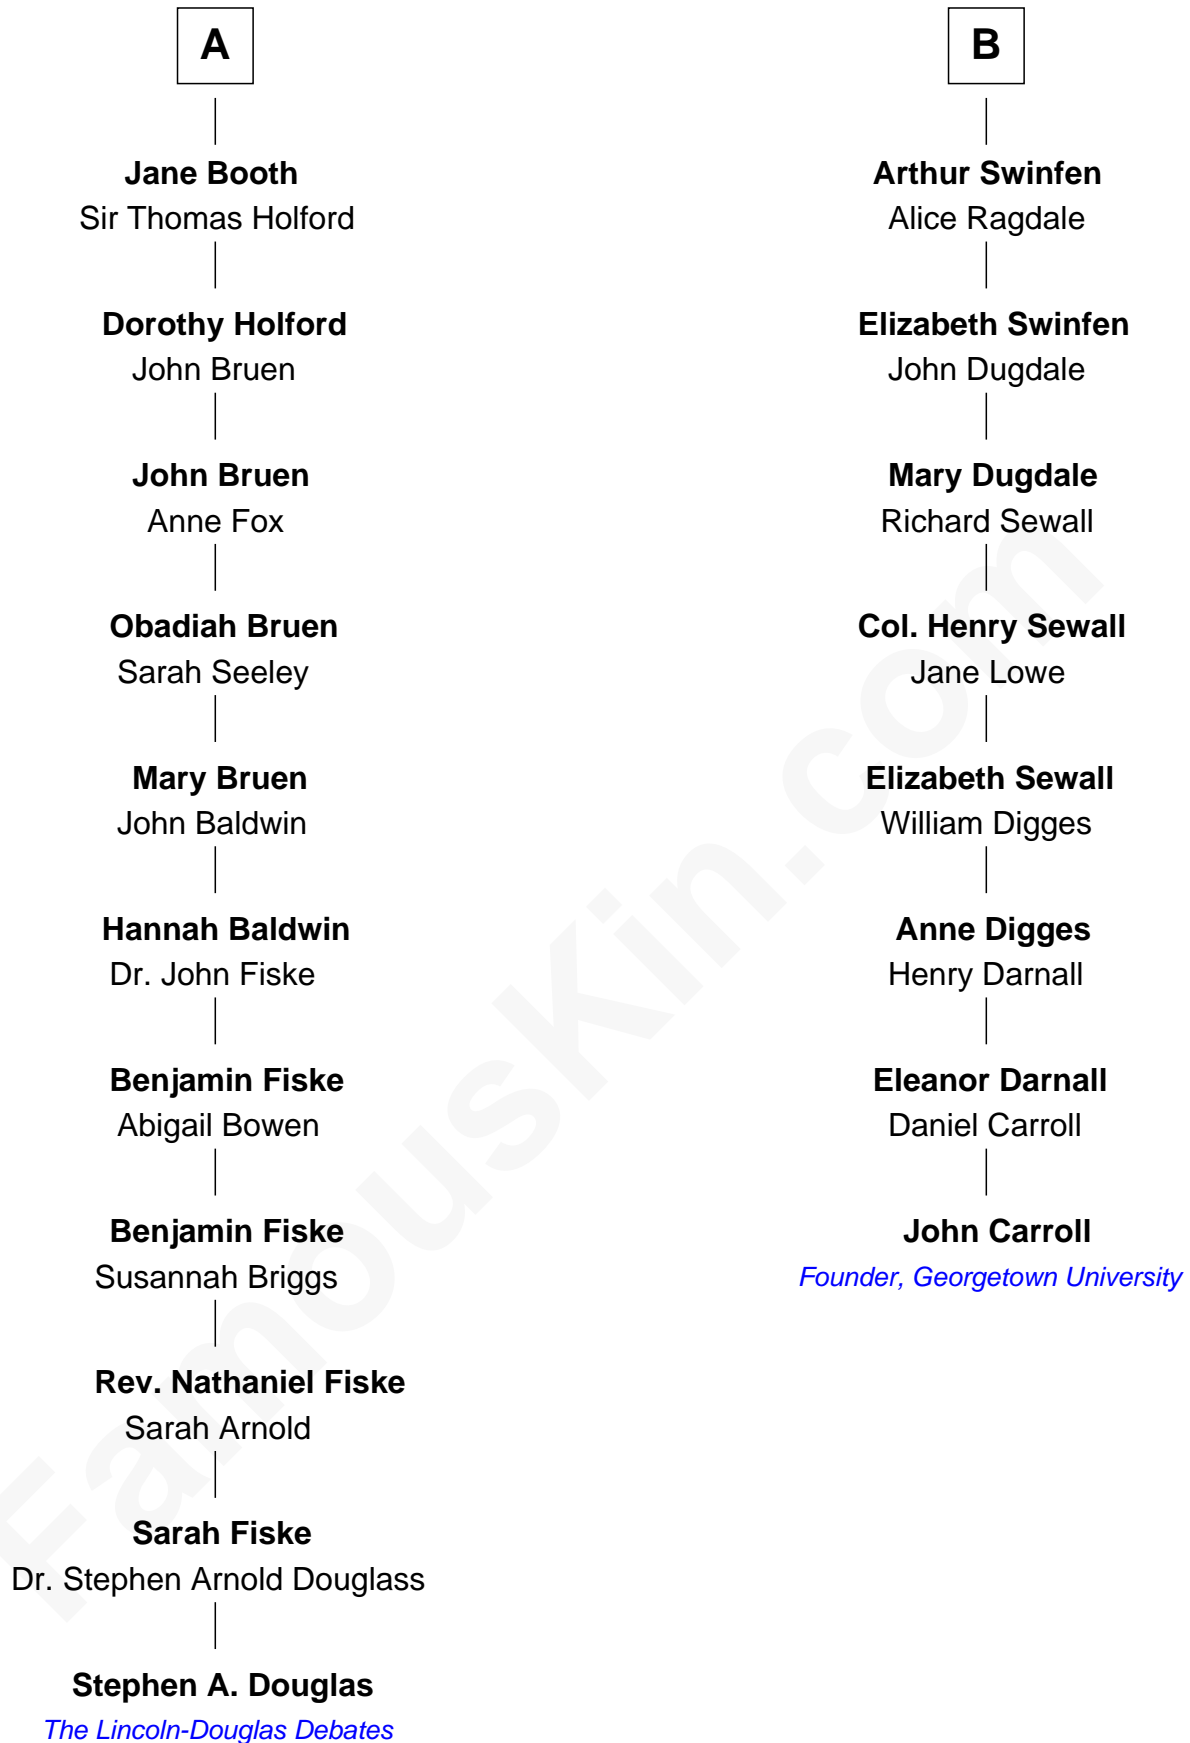 A
Jane Booth
Sir Thomas Holford
Dorothy Holford
John Bruen
John Bruen
Anne Fox
Obadiah Bruen
Sarah Seeley
Mary Bruen
John Baldwin
Hannah Baldwin
Dr. John Fiske
Benjamin Fiske
Abigail Bowen
Benjamin Fiske
Susannah Briggs
Rev. Nathaniel Fiske
Sarah Arnold
Sarah Fiske
Dr. Stephen Arnold Douglass
Stephen A. Douglas
The Lincoln-Douglas Debates
B
Arthur Swinfen
Alice Ragdale
Elizabeth Swinfen
John Dugdale
Mary Dugdale
Richard Sewall
Col. Henry Sewall
Jane Lowe
Elizabeth Sewall
William Digges
Anne Digges
Henry Darnall
Eleanor Darnall
Daniel Carroll
John Carroll
Founder, Georgetown University
FamousKin.com